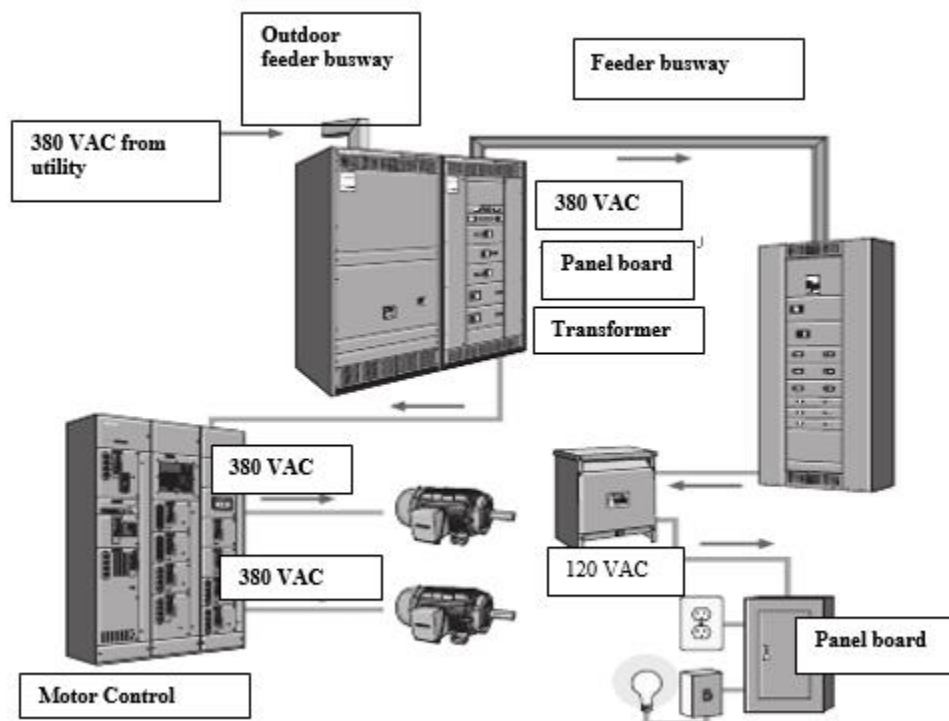 Outdoor
feeder busway
Feeder busway
380 VAC from
utility
380 VAC
Panel board
Transformer
380 VAC
380 VAC
120 VAC
Panel board
Motor Control